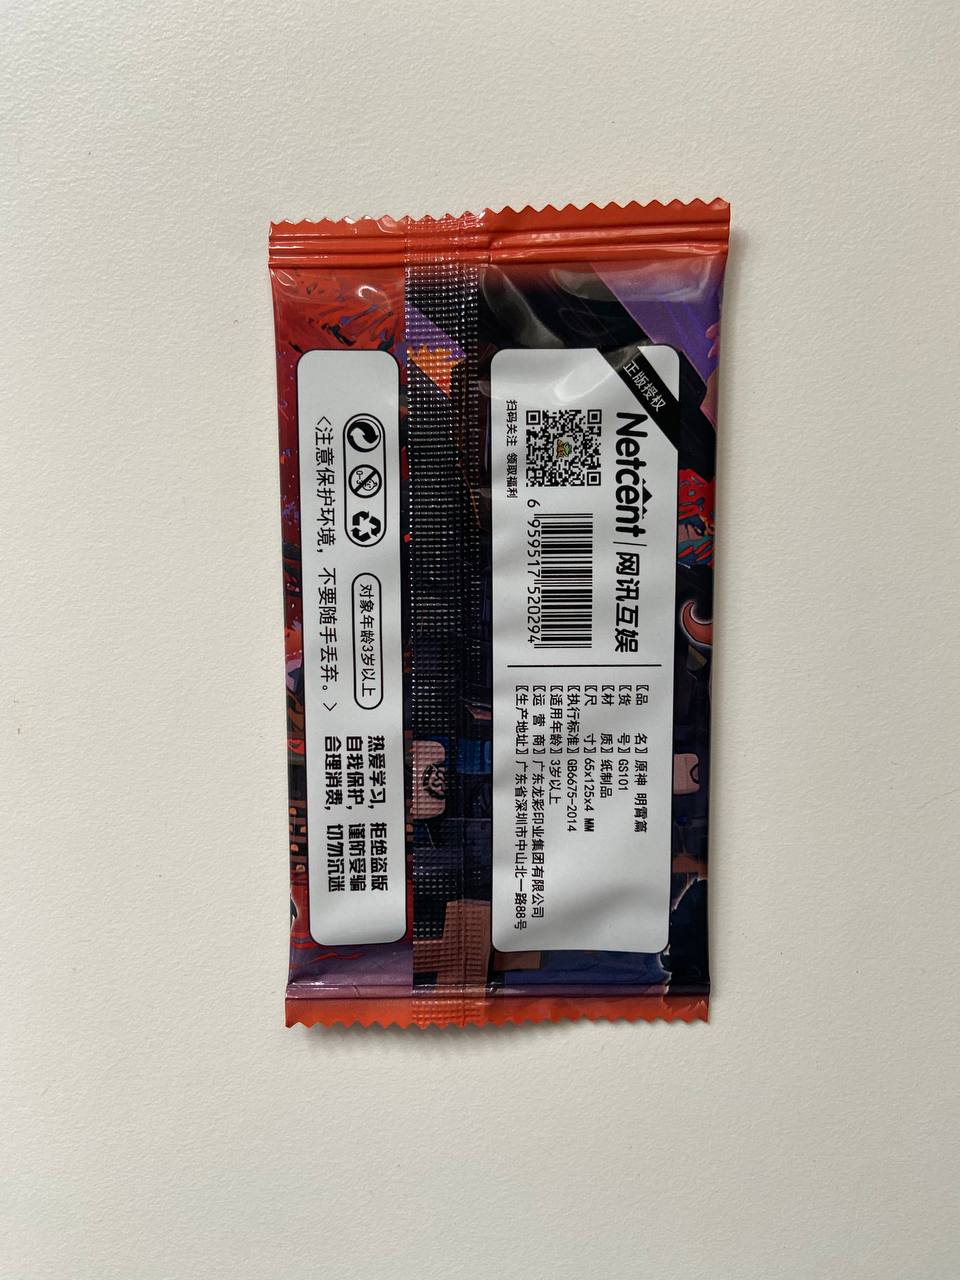 正版授权
Netcent|网讯互娱
扫码关注 领取福利
6 959517 520294
〖品 名〗原神 明霄篇
〖货 号〗GS101
〖材 质〗纸制品
〖尺 寸〗65x125x4 MM
〖执行标准〗GB6675-2014
〖适用年龄〗3岁以上
〖运 营 商〗广东龙彩印业集团有限公司
〖生产地址〗广东省深圳市中山北一路88号
0-3
对象年龄3岁以上
<注意保护环境，不要随手丢弃。>
热爱学习，拒绝盗版
自我保护，谨防受骗
合理消费，切勿沉迷